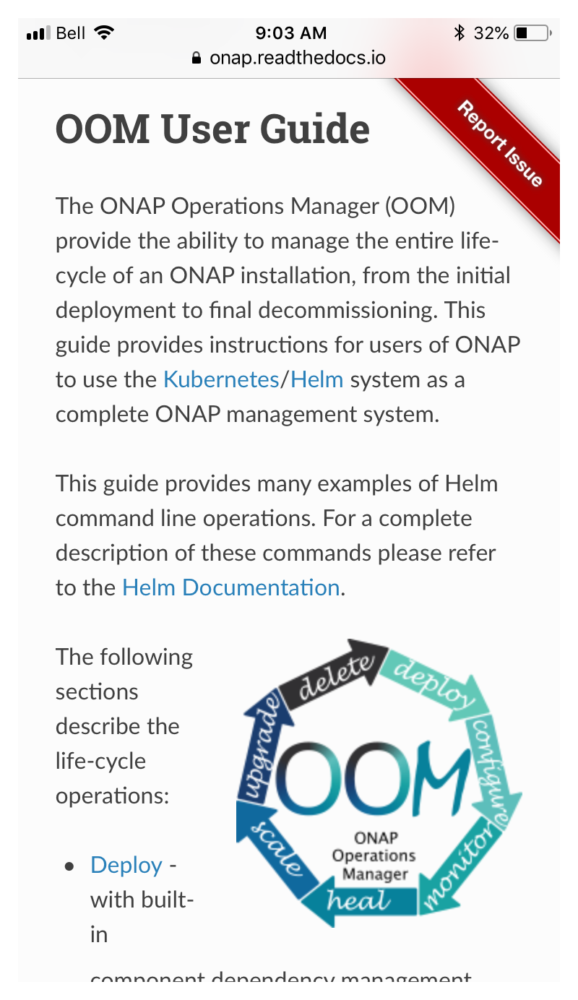 Bell 9:03 AM 32%
onap.readthedocs.io
Report Issue
OOM User Guide
The ONAP Operations Manager (OOM)
provide the ability to manage the entire life-
cycle of an ONAP installation, from the initial
deployment to final decommissioning. This
guide provides instructions for users of ONAP
to use the Kubernetes/Helm system as a
complete ONAP management system.
This guide provides many examples of Helm
command line operations. For a complete
description of these commands please refer
to the Helm Documentation.
The following
sections
describe the
life-cycle
operations:
• Deploy -
with built-
in
component dependency management
delete
deploy
configure
monitor
heal
scale
upgrade
OOM
ONAP
Operations
Manager